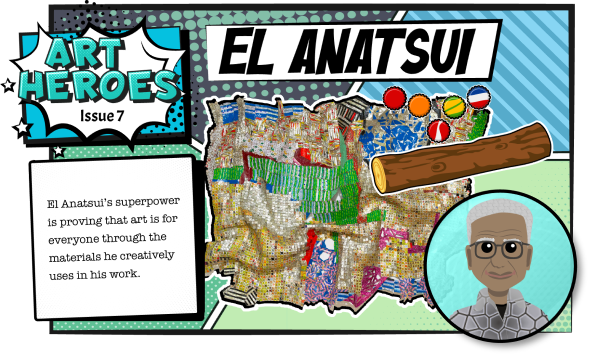 ART
HEROES
Issue 7
EL ANATSUI
El Anatsui's superpower
is proving that art is for
everyone through the
materials he creatively
uses in his work.